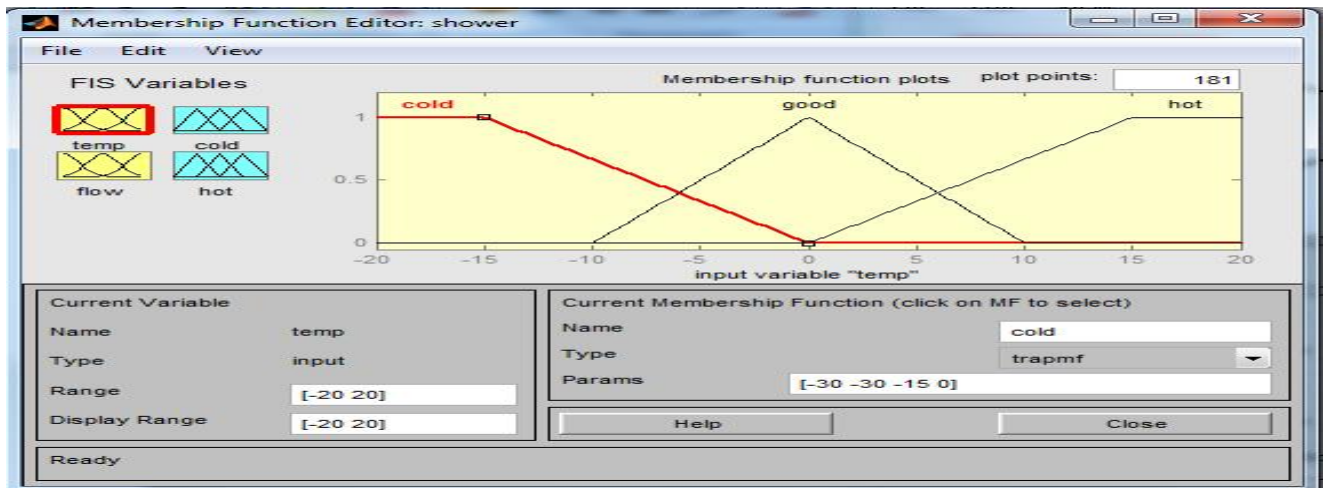 Membership Function Editor: shower
File Edit View
FIS Variables
temp cold
flow hot
Membership function plots plot points: 181
cold good hot
1
0.5
0
-20 -15 -10 -5 0 5 10 15 20
input variable "temp"
Current Variable
Name temp
Type input
Range [-20 20]
Display Range [-20 20]
Current Membership Function (click on MF to select)
Name cold
Type trapmf
Params [-30 -30 -15 0]
Help Close
Ready